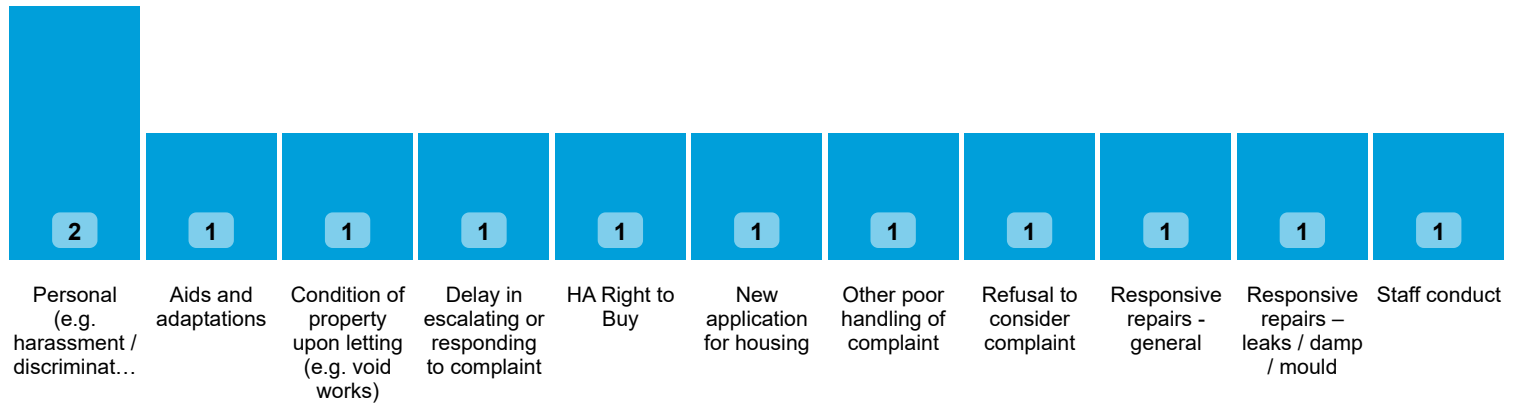 2
1
1
1
1
1
1
1
1
1
1
Personal
(e.g.
harassment /
discriminat…
Aids and
adaptations
Condition of
property
upon letting
(e.g. void
works)
Delay in
escalating or
responding
to complaint
HA Right to
Buy
New
application
for housing
Other poor
handling of
complaint
Refusal to
consider
complaint
Responsive
repairs -
general
Responsive
repairs –
leaks / damp
/ mould
Staff conduct